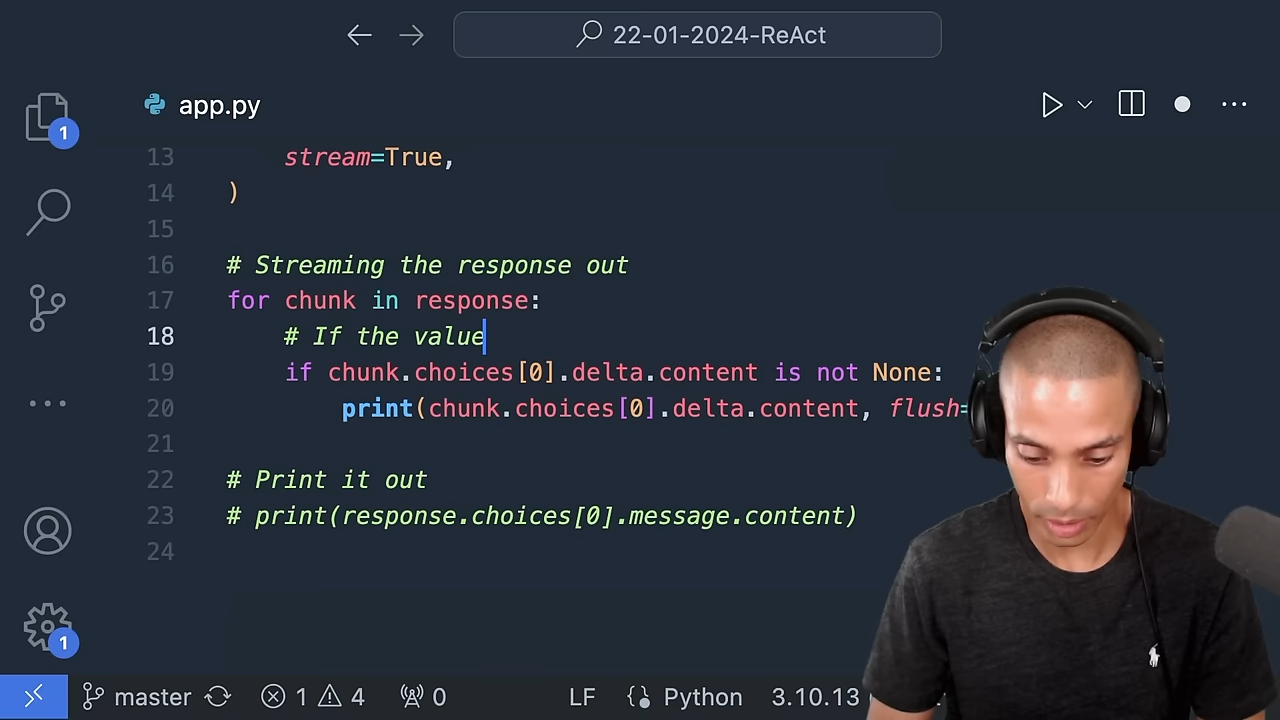 22-01-2024-ReAct
1
app.py
13 stream=True,
14 )
15
16 # Streaming the response out
17 for chunk in response:
18 # If the value
19 if chunk.choices[0].delta.content is not None:
20 print(chunk.choices[0].delta.content, flush=
21
22 # Print it out
23 # print(response.choices[0].message.content)
24
1
master 1 4 0 LF Python 3.10.13